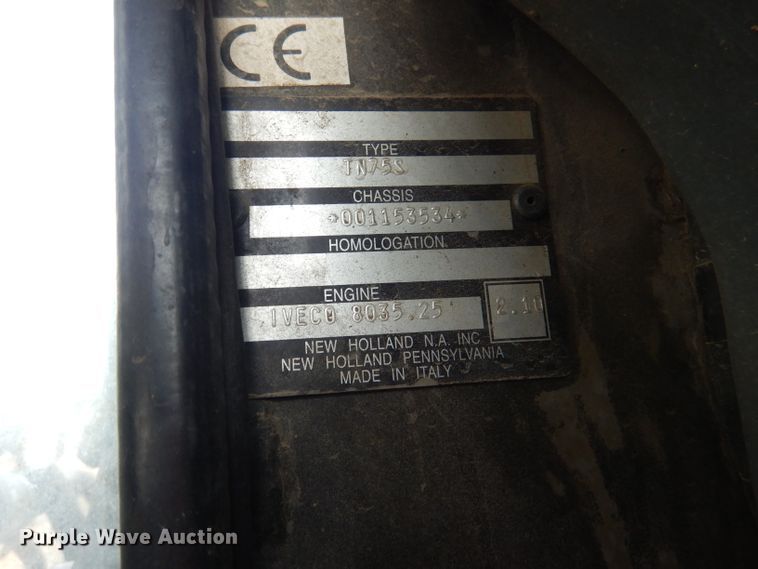 CE
TYPE
TN75S
CHASSIS
*001153534*
HOMOLOGATION
ENGINE
IVECO 8035.25 2.10
NEW HOLLAND N.A. INC
NEW HOLLAND PENNSYLVANIA
MADE IN ITALY
Purple Wave Auction